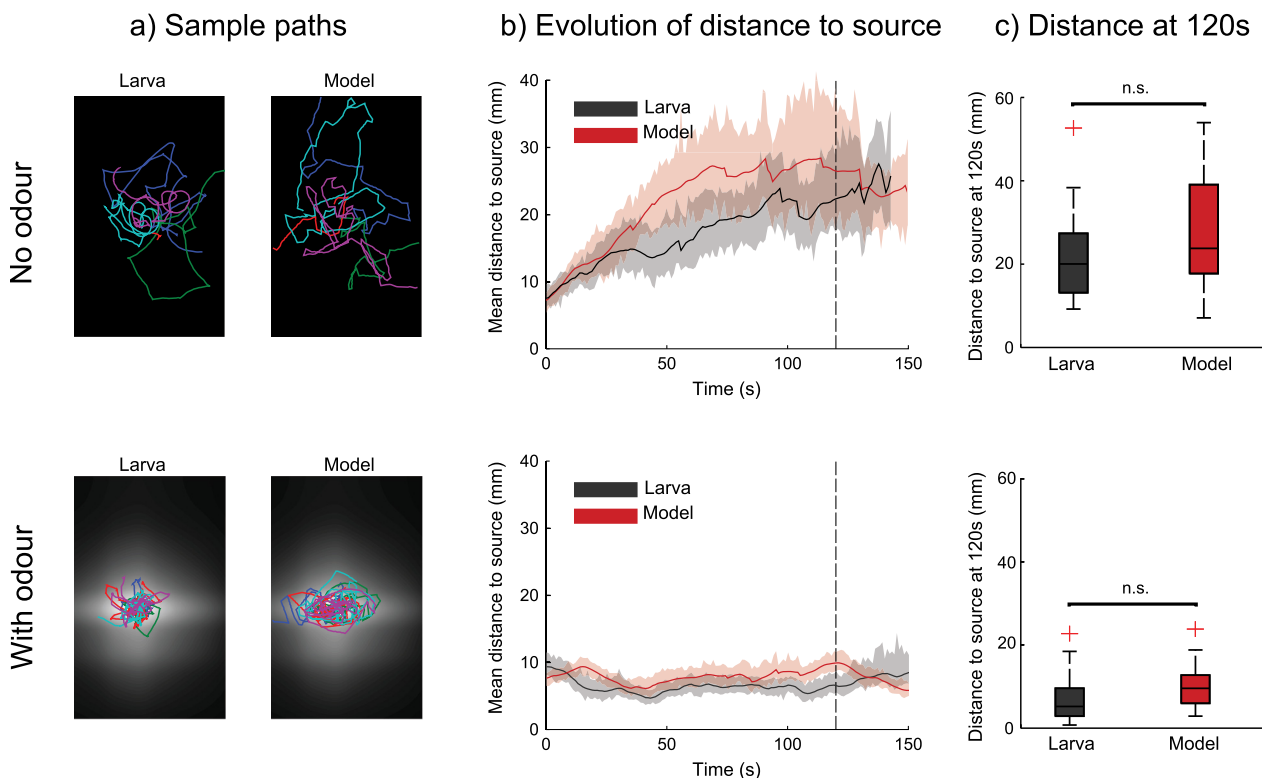 a) Sample paths
b) Evolution of distance to source
c) Distance at 120s
No odour
Larva
Model
Mean distance to source (mm)
40
30
20
10
0
Larva
Model
0
50
100
150
Time (s)
Distance to source at 120s (mm)
60
40
20
0
n.s.
Larva
Model
With odour
Larva
Model
Mean distance to source (mm)
40
30
20
10
0
Larva
Model
0
50
100
150
Time (s)
Distance to source at 120s (mm)
60
40
20
0
n.s.
Larva
Model